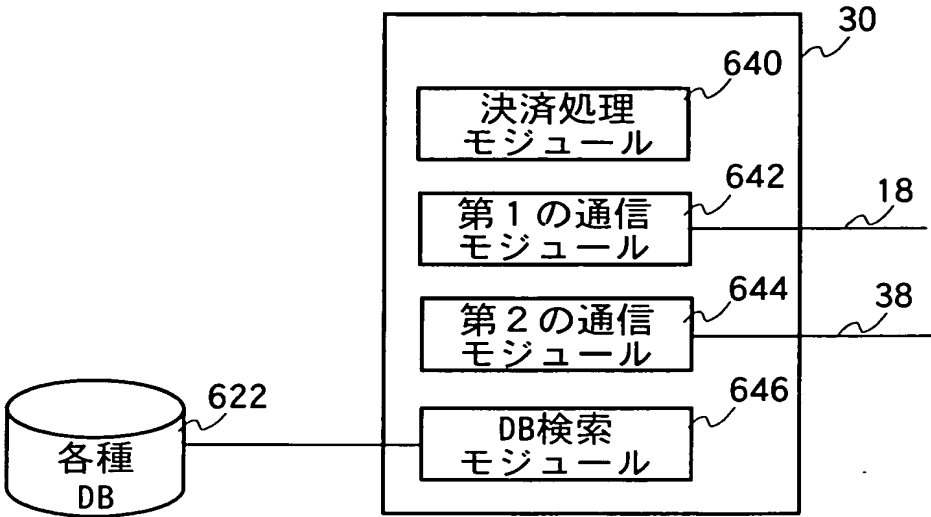 30
640
決済処理
モジュール
642
第1の通信
モジュール
18
644
第2の通信
モジュール
38
622
各種
DB
646
DB検索
モジュール